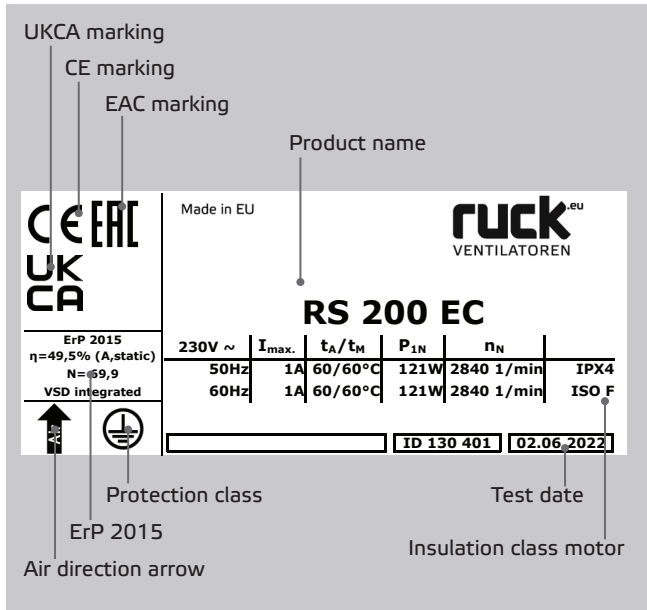 UKCA marking
CE marking
EAC marking
Product name
CE EAC
UK
CA
Made in EU
ruck.eu
VENTILATOREN
RS 200 EC
ErP 2015
η=49,5% (A,static)
N=69,9
VSD integrated
230V ~ Imax. tA/tM P1N nN
50Hz 1A 60/60°C 121W 2840 1/min IPX4
60Hz 1A 60/60°C 121W 2840 1/min ISO F
ID 130 401 02.06.2022
Protection class
Test date
ErP 2015
Insulation class motor
Air direction arrow